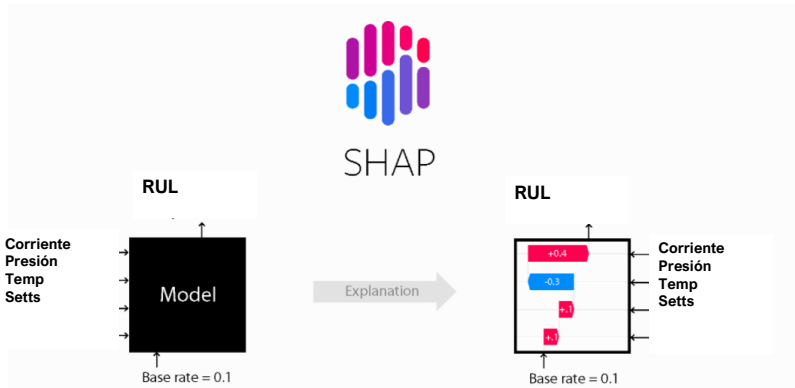 SHAP
RUL
Corriente
Presión
Temp
Setts
Model
Base rate = 0.1
Explanation
RUL
+0.4
-0.3
+.1
+.1
Corriente
Presión
Temp
Setts
Base rate = 0.1